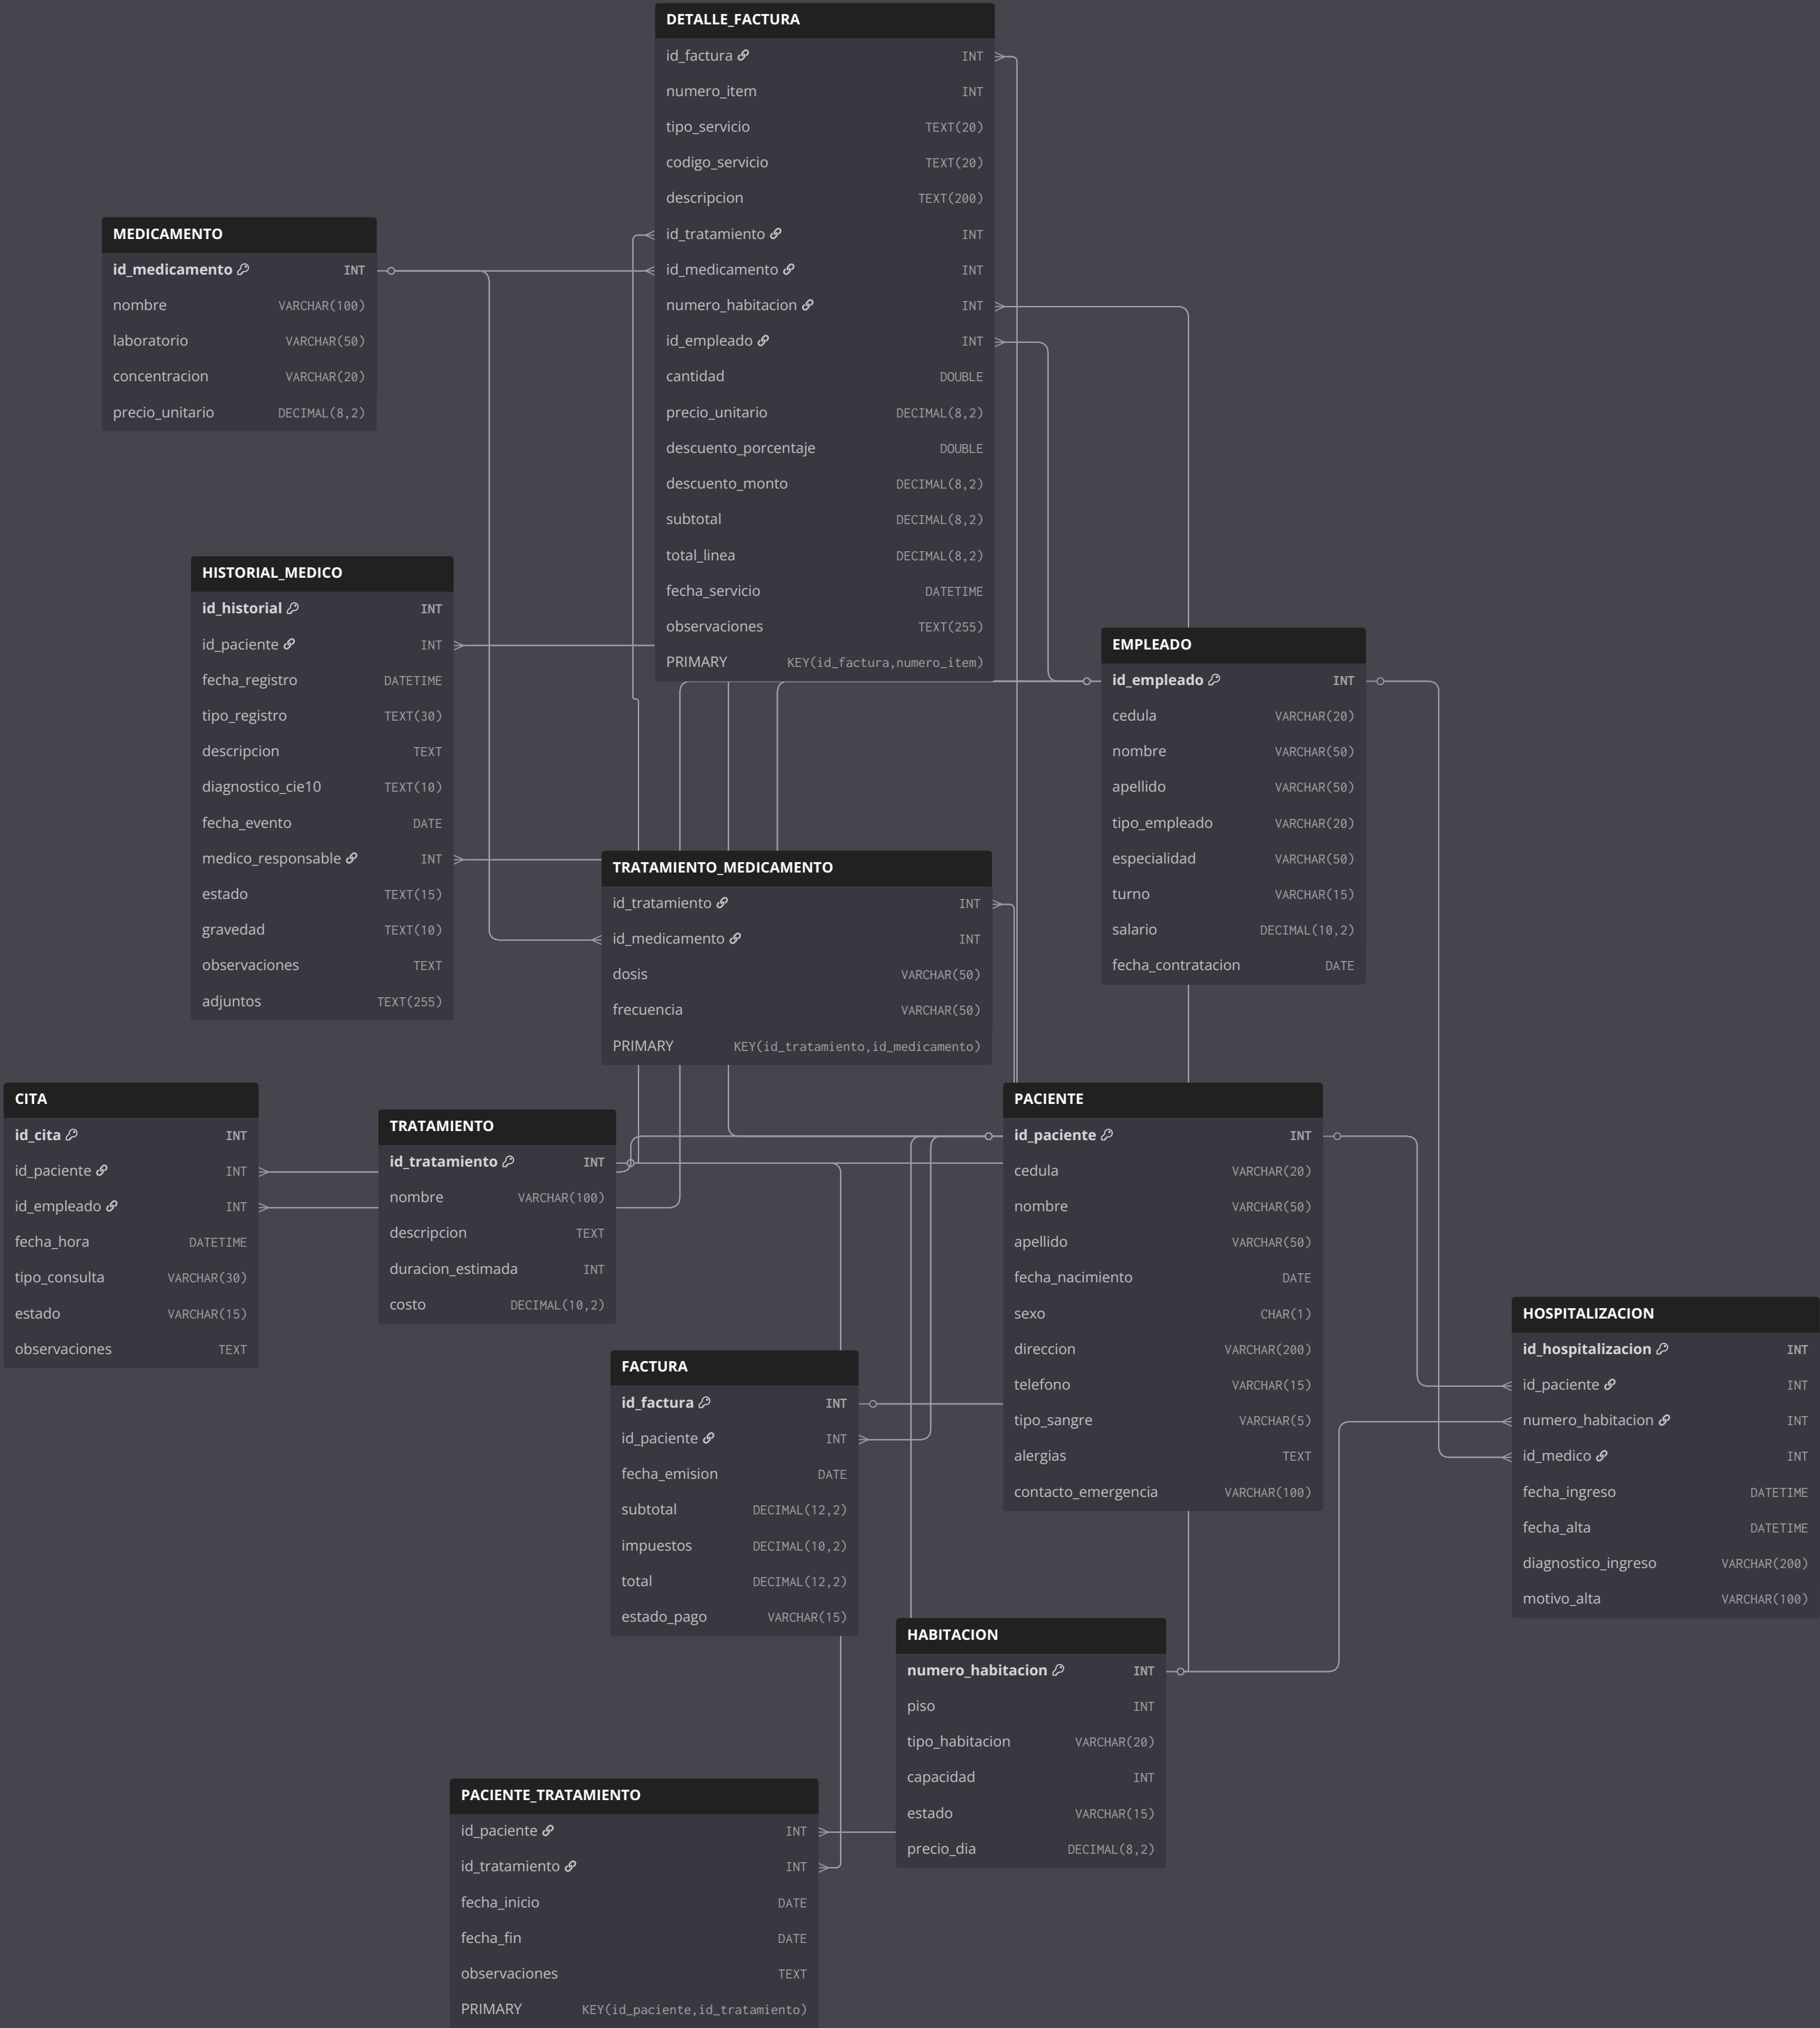 DETALLE_FACTURA
id_factura INT
numero_item INT
tipo_servicio TEXT(20)
codigo_servicio TEXT(20)
descripcion TEXT(200)
id_tratamiento INT
id_medicamento INT
numero_habitacion INT
id_empleado INT
cantidad DOUBLE
precio_unitario DECIMAL(8,2)
descuento_porcentaje DOUBLE
descuento_monto DECIMAL(8,2)
subtotal DECIMAL(8,2)
total_linea DECIMAL(8,2)
fecha_servicio DATETIME
observaciones TEXT(255)
PRIMARY KEY(id_factura,numero_item)
MEDICAMENTO
id_medicamento INT
nombre VARCHAR(100)
laboratorio VARCHAR(50)
concentracion VARCHAR(20)
precio_unitario DECIMAL(8,2)
HISTORIAL_MEDICO
id_historial INT
id_paciente INT
fecha_registro DATETIME
tipo_registro TEXT(30)
descripcion TEXT
diagnostico_cie10 TEXT(10)
fecha_evento DATE
medico_responsable INT
estado TEXT(15)
gravedad TEXT(10)
observaciones TEXT
adjuntos TEXT(255)
EMPLEADO
id_empleado INT
cedula VARCHAR(20)
nombre VARCHAR(50)
apellido VARCHAR(50)
tipo_empleado VARCHAR(20)
especialidad VARCHAR(50)
turno VARCHAR(15)
salario DECIMAL(10,2)
fecha_contratacion DATE
TRATAMIENTO_MEDICAMENTO
id_tratamiento INT
id_medicamento INT
dosis VARCHAR(50)
frecuencia VARCHAR(50)
PRIMARY KEY(id_tratamiento,id_medicamento)
CITA
id_cita INT
id_paciente INT
id_empleado INT
fecha_hora DATETIME
tipo_consulta VARCHAR(30)
estado VARCHAR(15)
observaciones TEXT
TRATAMIENTO
id_tratamiento INT
nombre VARCHAR(100)
descripcion TEXT
duracion_estimada INT
costo DECIMAL(10,2)
PACIENTE
id_paciente INT
cedula VARCHAR(20)
nombre VARCHAR(50)
apellido VARCHAR(50)
fecha_nacimiento DATE
sexo CHAR(1)
direccion VARCHAR(200)
telefono VARCHAR(15)
tipo_sangre VARCHAR(5)
alergias TEXT
contacto_emergencia VARCHAR(100)
HOSPITALIZACION
id_hospitalizacion INT
id_paciente INT
numero_habitacion INT
id_medico INT
fecha_ingreso DATETIME
fecha_alta DATETIME
diagnostico_ingreso VARCHAR(200)
motivo_alta VARCHAR(100)
FACTURA
id_factura INT
id_paciente INT
fecha_emision DATE
subtotal DECIMAL(12,2)
impuestos DECIMAL(10,2)
total DECIMAL(12,2)
estado_pago VARCHAR(15)
HABITACION
numero_habitacion INT
piso INT
tipo_habitacion VARCHAR(20)
capacidad INT
estado VARCHAR(15)
precio_dia DECIMAL(8,2)
PACIENTE_TRATAMIENTO
id_paciente INT
id_tratamiento INT
fecha_inicio DATE
fecha_fin DATE
observaciones TEXT
PRIMARY KEY(id_paciente,id_tratamiento)